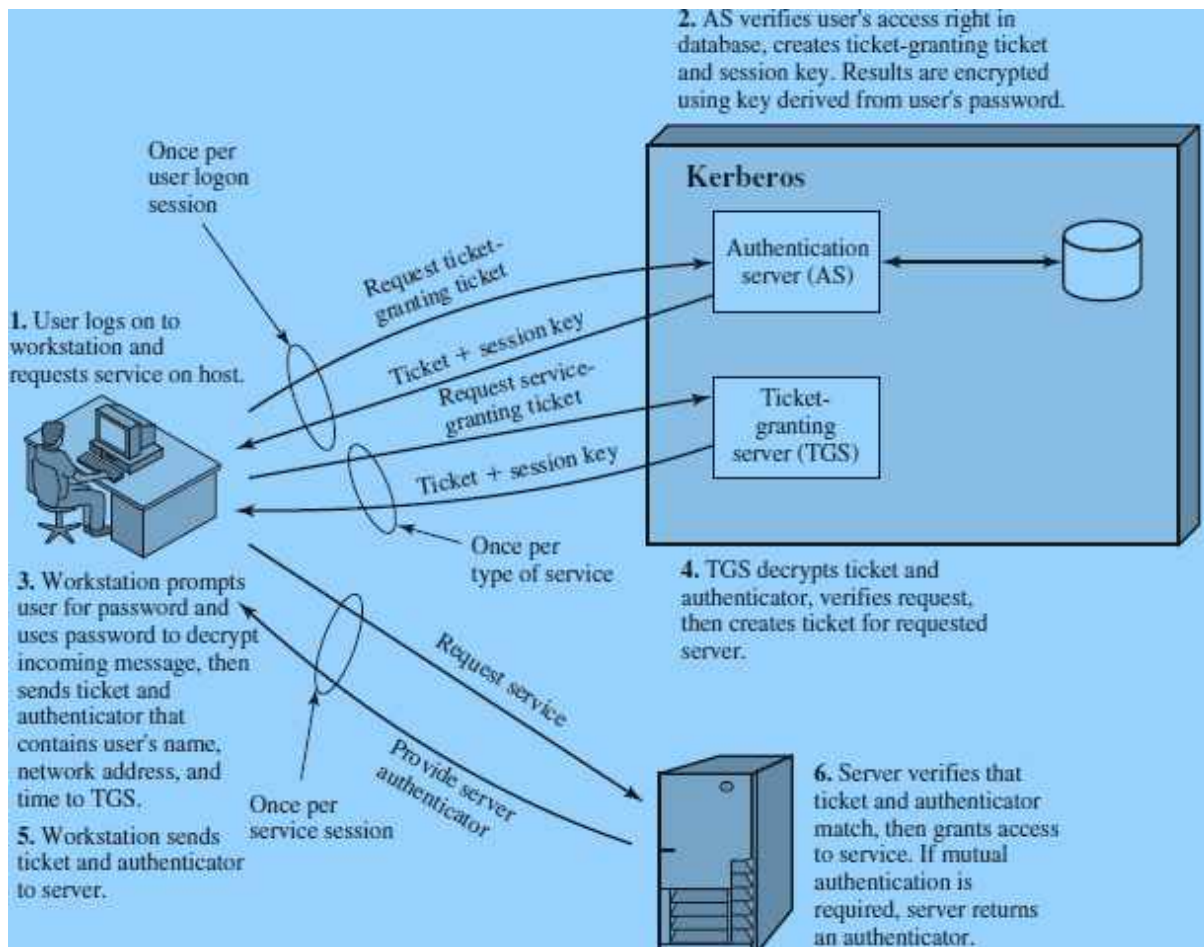 2. AS verifies user's access right in
database, creates ticket-granting ticket
and session key. Results are encrypted
using key derived from user's password.
Once per
user logon
session
Kerberos
Authentication
server (AS)
Request ticket-
granting ticket
1. User logs on to
workstation and
requests service on host.
Ticket + session key
Request service-
granting ticket
Ticket-
granting
server (TGS)
Ticket + session key
Once per
type of service
4. TGS decrypts ticket and
authenticator, verifies request,
then creates ticket for requested
server.
3. Workstation prompts
user for password and
uses password to decrypt
incoming message, then
sends ticket and
authenticator that
contains user's name,
network address, and
time to TGS.
Request service
Provide server
authenticator
Once per
service session
5. Workstation sends
ticket and authenticator
to server.
6. Server verifies that
ticket and authenticator
match, then grants access
to service. If mutual
authentication is
required, server returns
an authenticator.